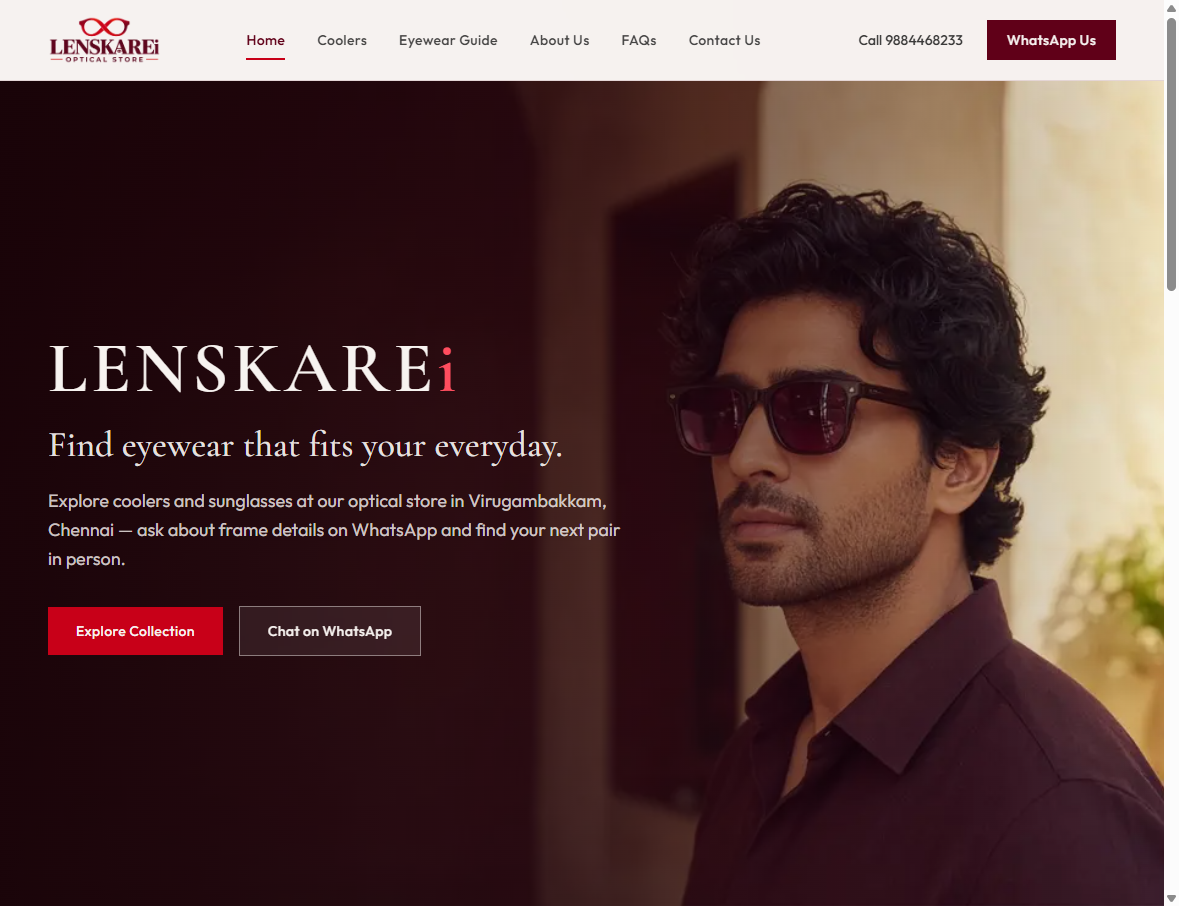 LENSKAREi
OPTICAL STORE
Home
Coolers
Eyewear Guide
About Us
FAQs
Contact Us
Call 9884468233
WhatsApp Us
LENSKAREi
Find eyewear that fits your everyday.
Explore coolers and sunglasses at our optical store in Virugambakkam,
Chennai — ask about frame details on WhatsApp and find your next pair
in person.
Explore Collection
Chat on WhatsApp